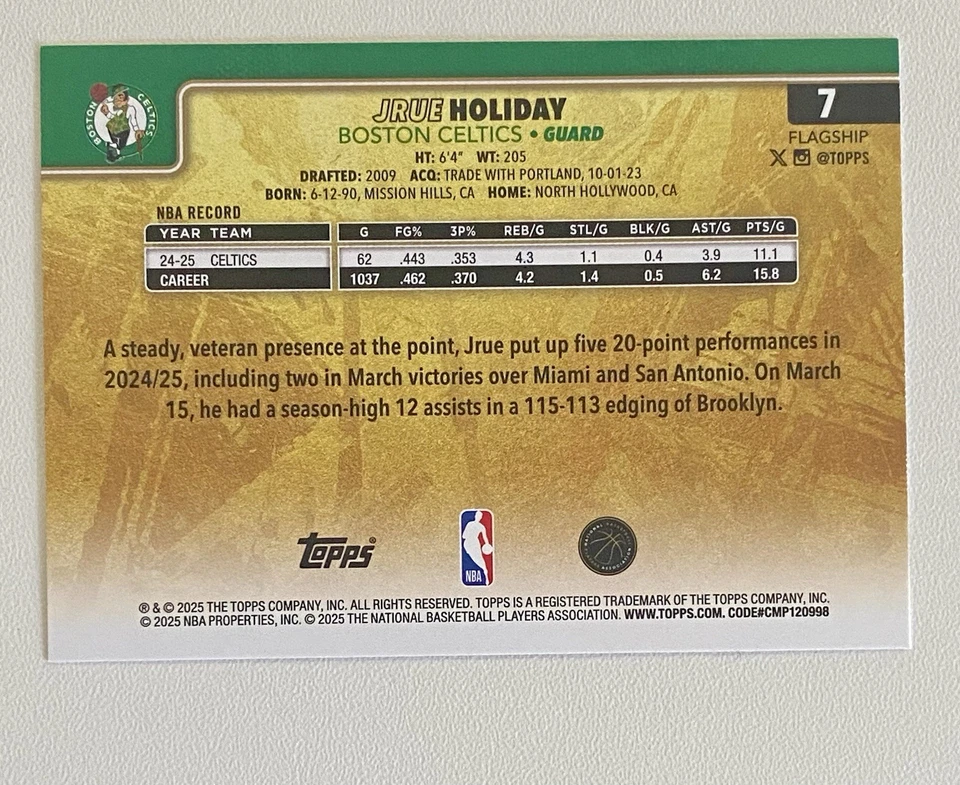 BOSTON CELTICS
JRUE HOLIDAY
BOSTON CELTICS • GUARD
HT: 6'4" WT: 205
DRAFTED: 2009 ACQ: TRADE WITH PORTLAND, 10-01-23
BORN: 6-12-90, MISSION HILLS, CA HOME: NORTH HOLLYWOOD, CA
7
FLAGSHIP
@TOPPS
NBA RECORD
YEAR TEAM G FG% 3P% REB/G STL/G BLK/G AST/G PTS/G
24-25 CELTICS 62 .443 .353 4.3 1.1 0.4 3.9 11.1
CAREER 1037 .462 .370 4.2 1.4 0.5 6.2 15.8
A steady, veteran presence at the point, Jrue put up five 20-point performances in
2024/25, including two in March victories over Miami and San Antonio. On March
15, he had a season-high 12 assists in a 115-113 edging of Brooklyn.
Topps®
NBA
® & © 2025 THE TOPPS COMPANY, INC. ALL RIGHTS RESERVED. TOPPS IS A REGISTERED TRADEMARK OF THE TOPPS COMPANY, INC.
© 2025 NBA PROPERTIES, INC. © 2025 THE NATIONAL BASKETBALL PLAYERS ASSOCIATION. WWW.TOPPS.COM. CODE#CMP120998